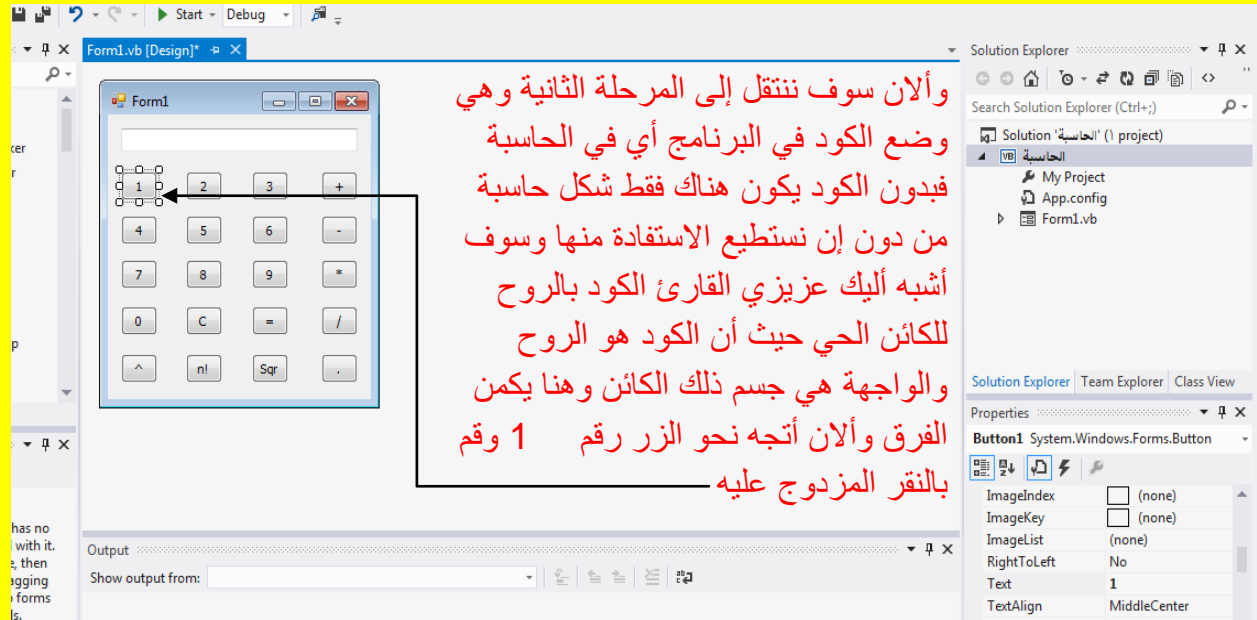 Start
Debug
Form1.vb [Design]*
Form1
1
2
3
+
4
5
6
-
7
8
9
*
0
C
=
/
^
n!
Sqr
.
وألان سوف ننتقل إلى المرحلة الثانية وهي
وضع الكود في البرنامج أي في الحاسبة
فبدون الكود يكون هناك فقط شكل حاسبة
من دون إن نستطيع الاستفادة منها وسوف
أشبه أليك عزيزي القارئ الكود بالروح
للكائن الحي حيث أن الكود هو الروح
والواجهة هي جسم ذلك الكائن وهنا يكمن
الفرق وألان أتجه نحو الزر رقم 1 وقم
بالنقر المزدوج عليه
has no
with it.
, then
forms
Output
Show output from:
Solution Explorer
Search Solution Explorer (Ctrl+;)
Solution 'الحاسبة' (١ project)
VB الحاسبة
My Project
App.config
Form1.vb
Solution Explorer Team Explorer Class View
Properties
Button1 System.Windows.Forms.Button
ImageIndex (none)
ImageKey (none)
ImageList (none)
RightToLeft No
Text 1
TextAlign MiddleCenter